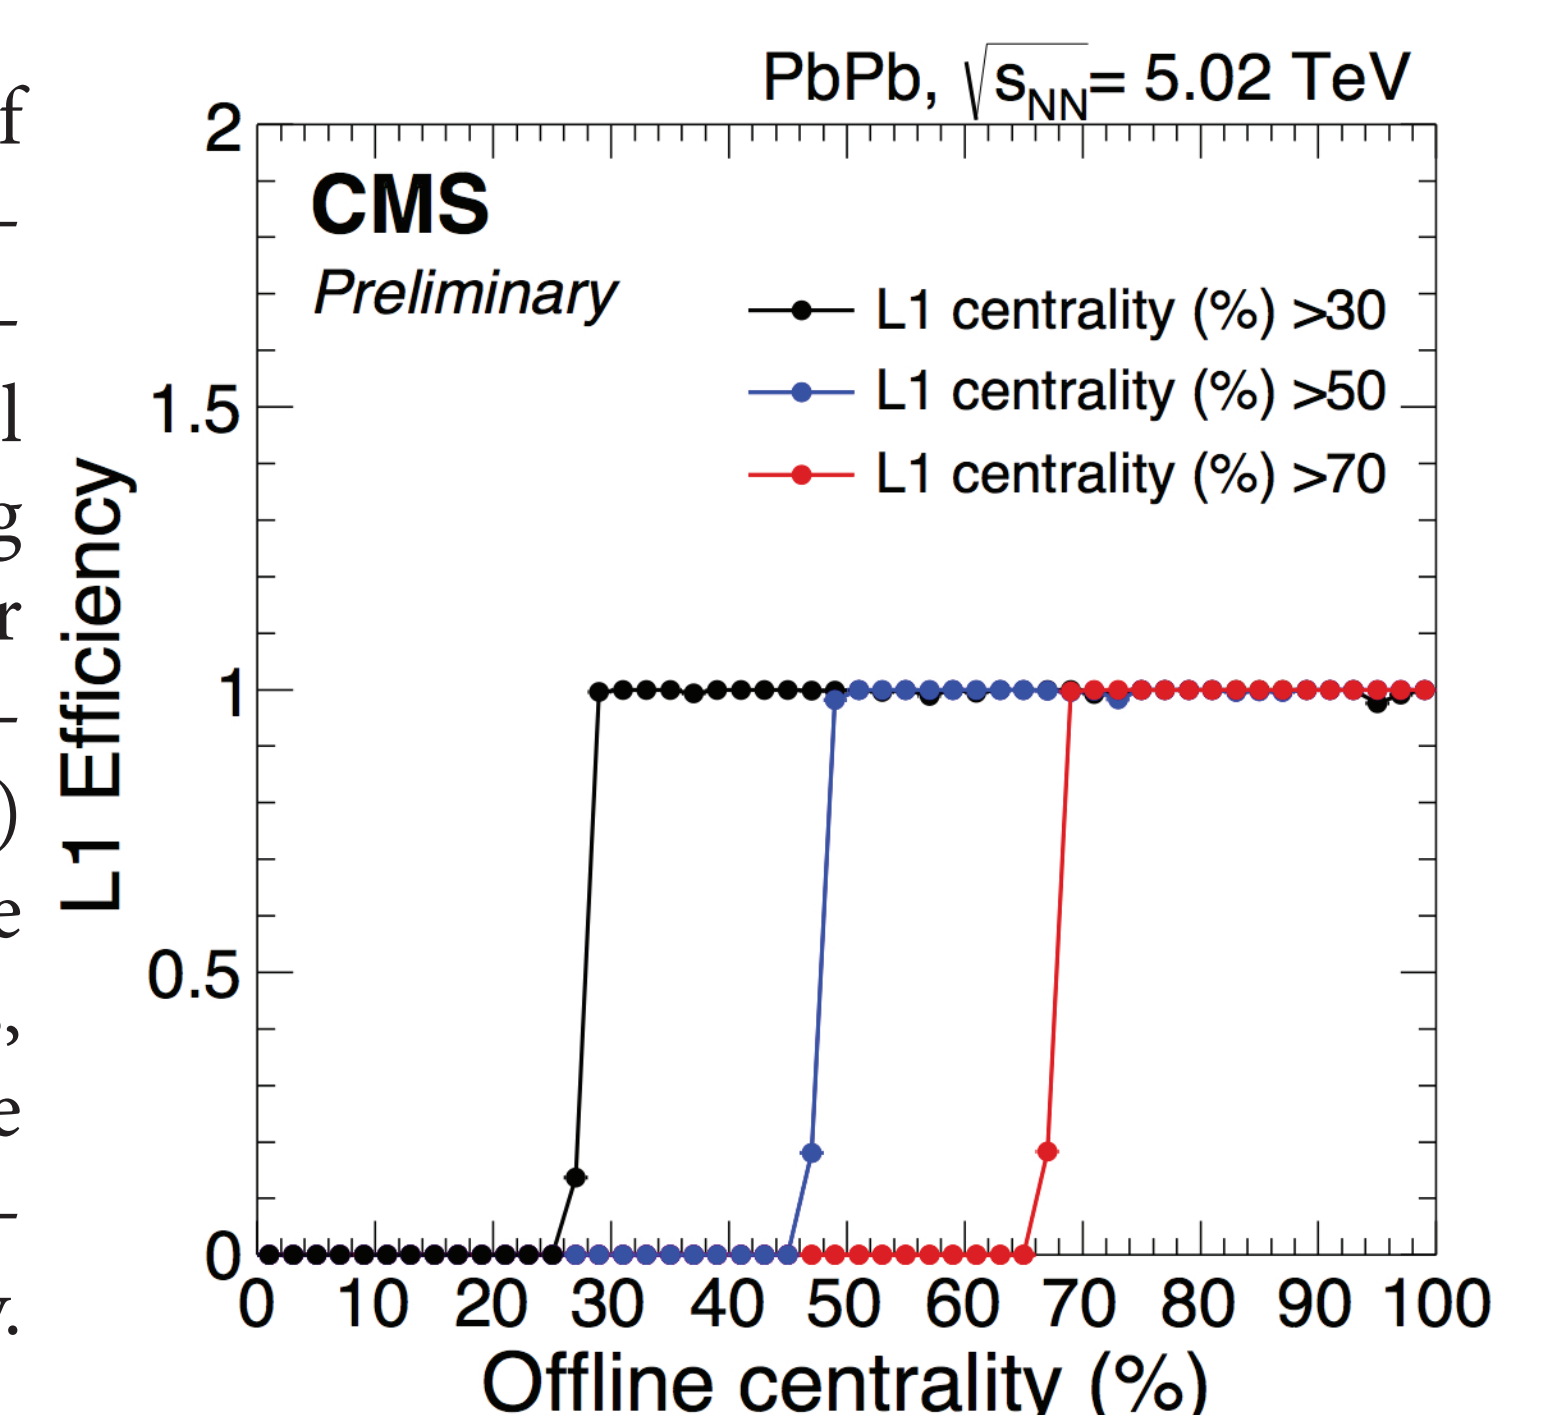 PbPb, √sNN= 5.02 TeV
2
CMS
Preliminary
L1 centrality (%) >30
1.5
L1 centrality (%) >50
L1 centrality (%) >70
L1 Efficiency
1
0.5
0
0 10 20 30 40 50 60 70 80 90 100
Offline centrality (%)
f
l
g
r
)
e
,
e